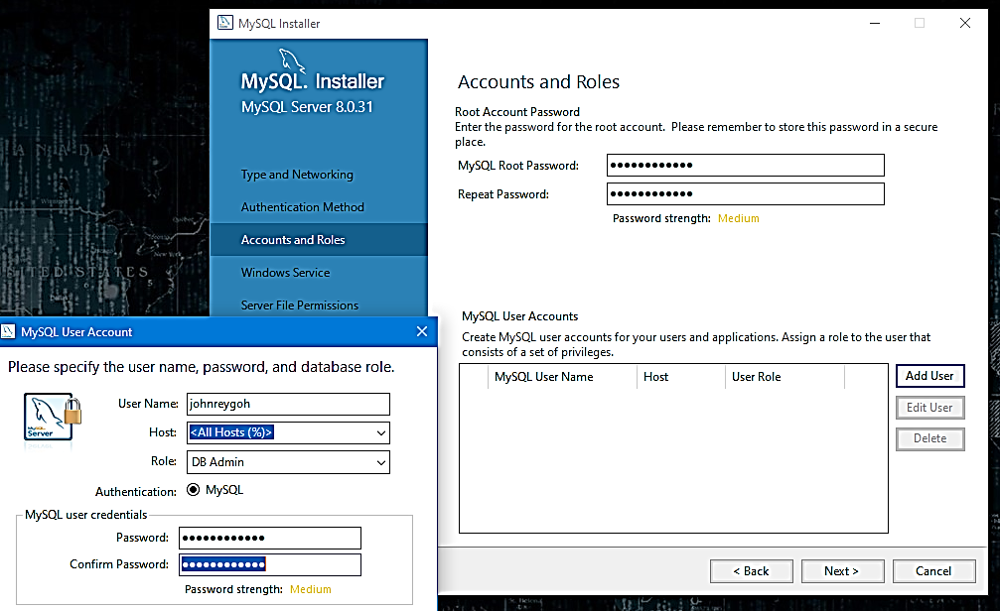 MySQL Installer
MySQL. Installer
MySQL Server 8.0.31
Type and Networking
Authentication Method
Accounts and Roles
Windows Service
Server File Permissions
Accounts and Roles
Root Account Password
Enter the password for the root account.  Please remember to store this password in a secure
place.
MySQL Root Password: ●●●●●●●●●●●●
Repeat Password: ●●●●●●●●●●●●
Password strength: Medium
MySQL User Accounts
Create MySQL user accounts for your users and applications. Assign a role to the user that
consists of a set of privileges.
MySQL User Name Host User Role
Add User
Edit User
Delete
< Back Next > Cancel
MySQL User Account
Please specify the user name, password, and database role.
MySQL
Server
User Name: johnreygoh
Host: <All Hosts (%)>
Role: DB Admin
Authentication: MySQL
MySQL user credentials
Password: ●●●●●●●●●●●●
Confirm Password: ●●●●●●●●●●●●
Password strength: Medium
CANADA
UNITED STATES